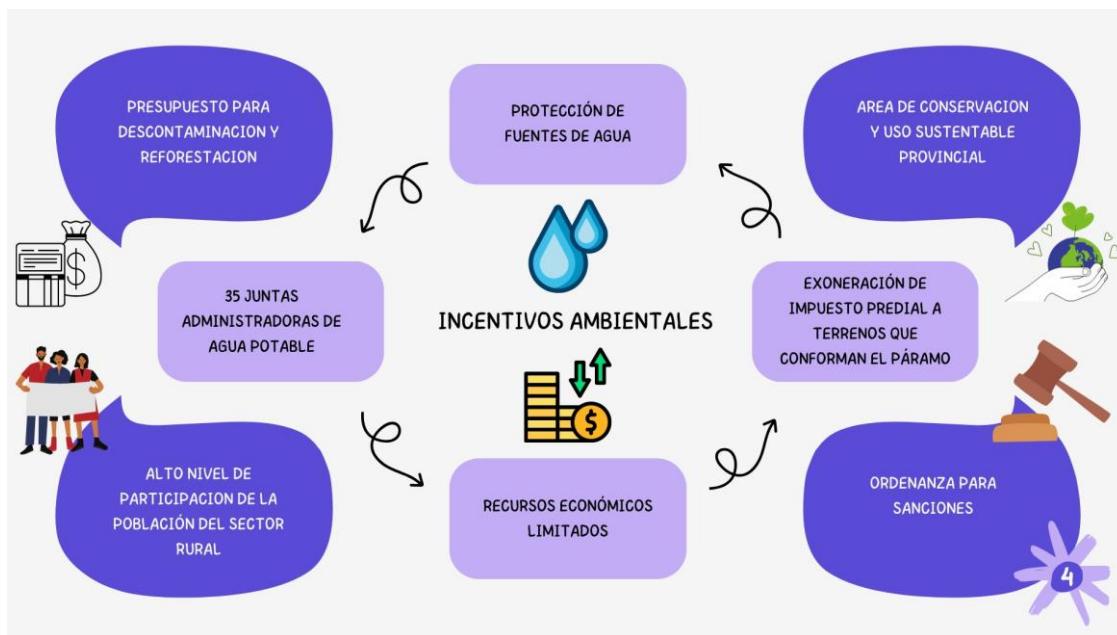 PRESUPUESTO PARA
DESCONTAMINACION Y
REFORESTACION
PROTECCIÓN DE
FUENTES DE AGUA
AREA DE CONSERVACION
Y USO SUSTENTABLE
PROVINCIAL
35 JUNTAS
ADMINISTRADORAS DE
AGUA POTABLE
INCENTIVOS AMBIENTALES
EXONERACIÓN DE
IMPUESTO PREDIAL A
TERRENOS QUE
CONFORMAN EL PÁRAMO
ALTO NIVEL DE
PARTICIPACION DE LA
POBLACIÓN DEL SECTOR
RURAL
RECURSOS ECONÓMICOS
LIMITADOS
ORDENANZA PARA
SANCIONES
4